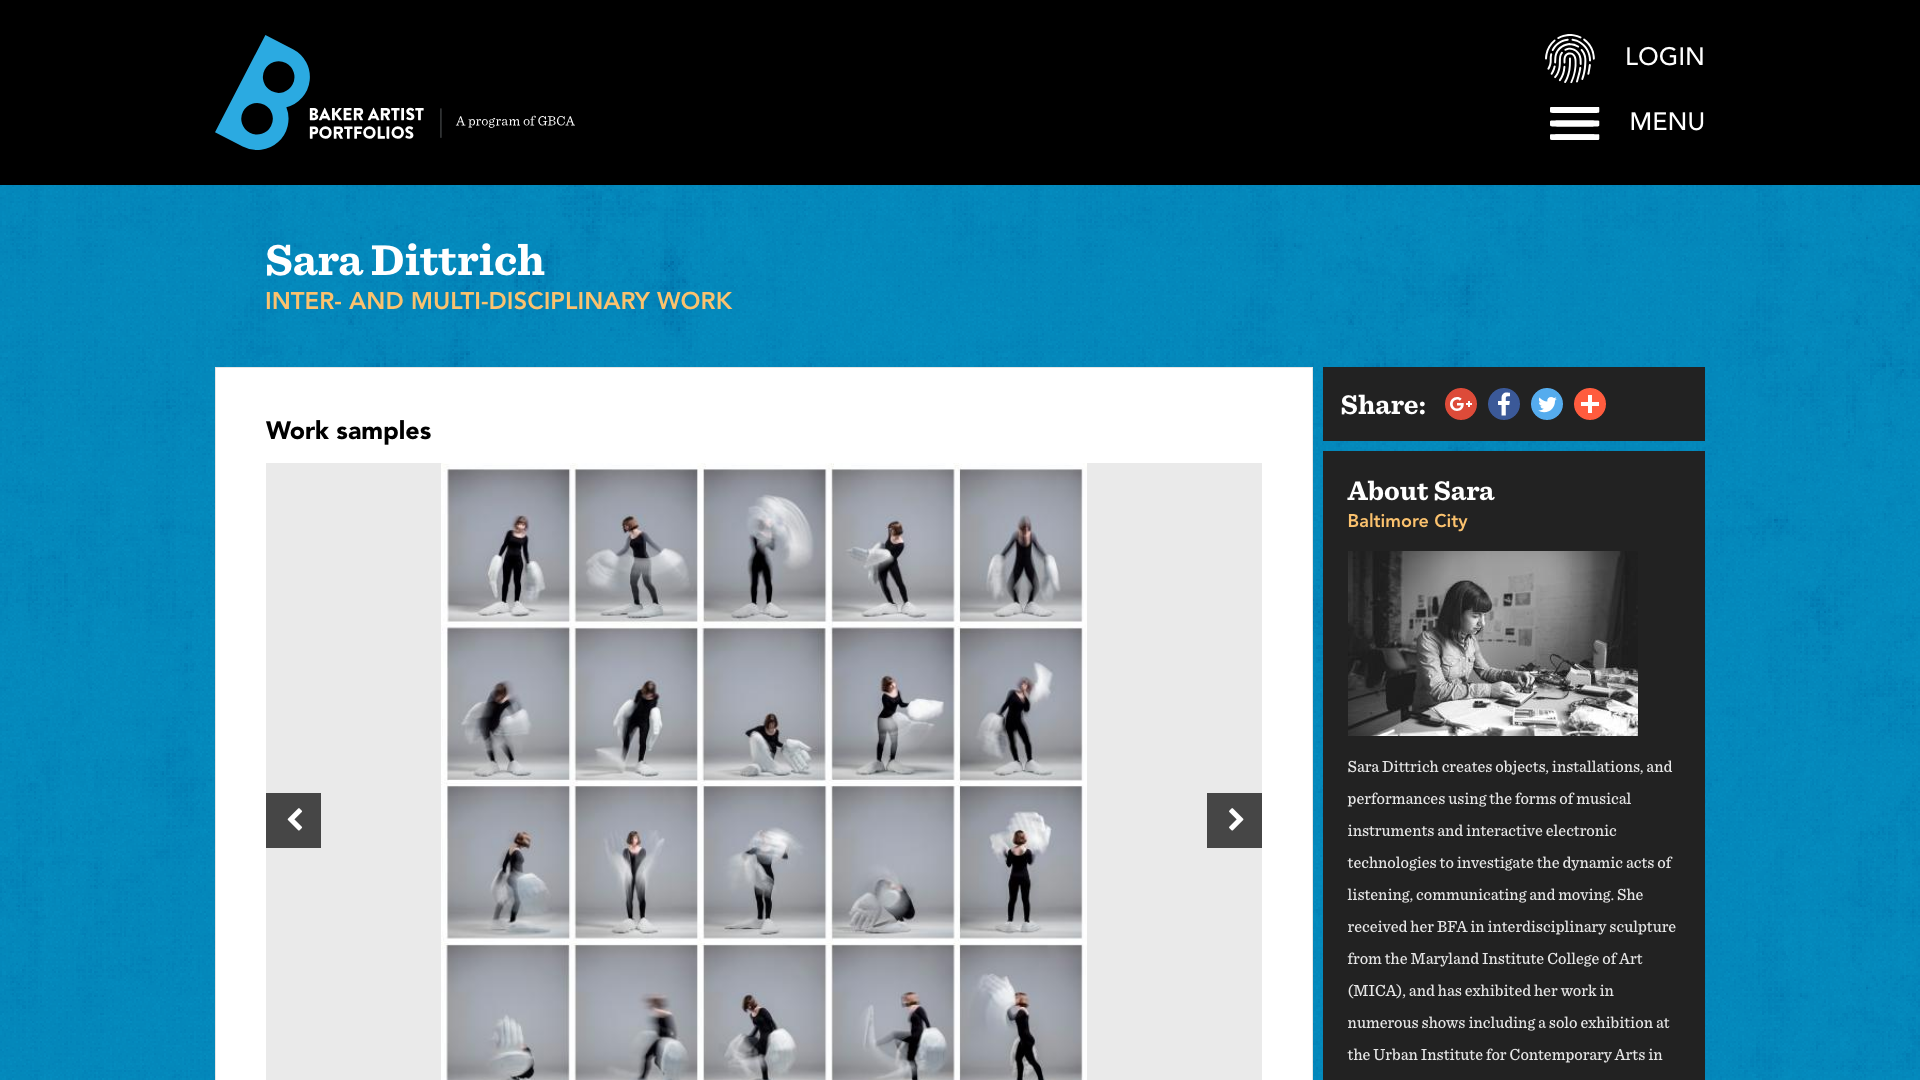 BAKER ARTIST
PORTFOLIOS
A program of GBCA
LOGIN
MENU
Sara Dittrich
INTER- AND MULTI-DISCIPLINARY WORK
Work samples
Share:
About Sara
Baltimore City
Sara Dittrich creates objects, installations, and
performances using the forms of musical
instruments and interactive electronic
technologies to investigate the dynamic acts of
listening, communicating and moving. She
received her BFA in interdisciplinary sculpture
from the Maryland Institute College of Art
(MICA), and has exhibited her work in
numerous shows including a solo exhibition at
the Urban Institute for Contemporary Arts in